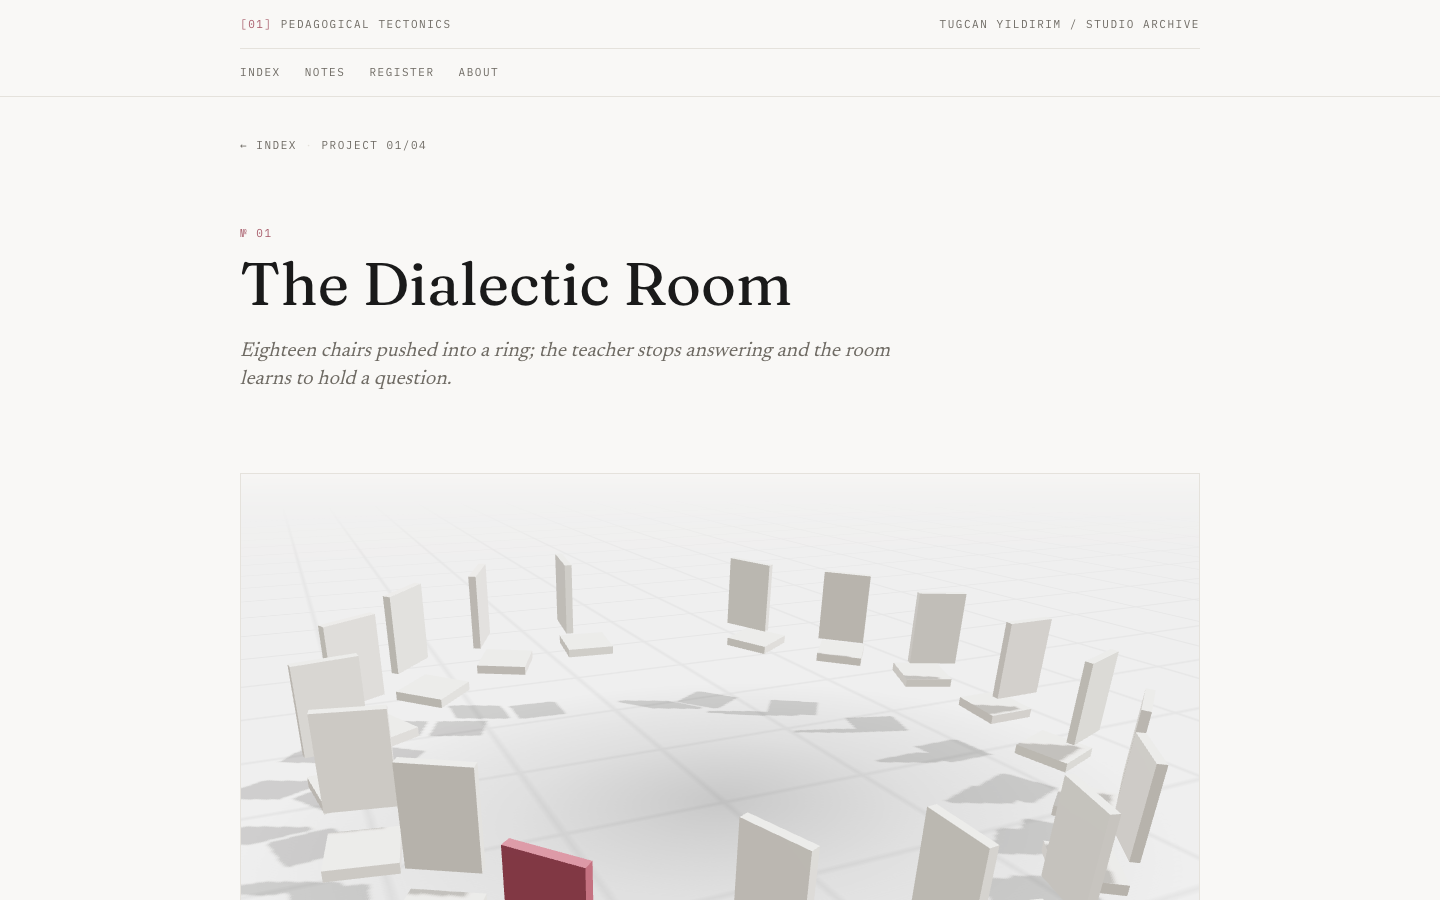 [01] PEDAGOGICAL TECTONICS
TUGCAN YILDIRIM / STUDIO ARCHIVE
INDEX NOTES REGISTER ABOUT
← INDEX · PROJECT 01/04
№ 01
The Dialectic Room
Eighteen chairs pushed into a ring; the teacher stops answering and the room
learns to hold a question.